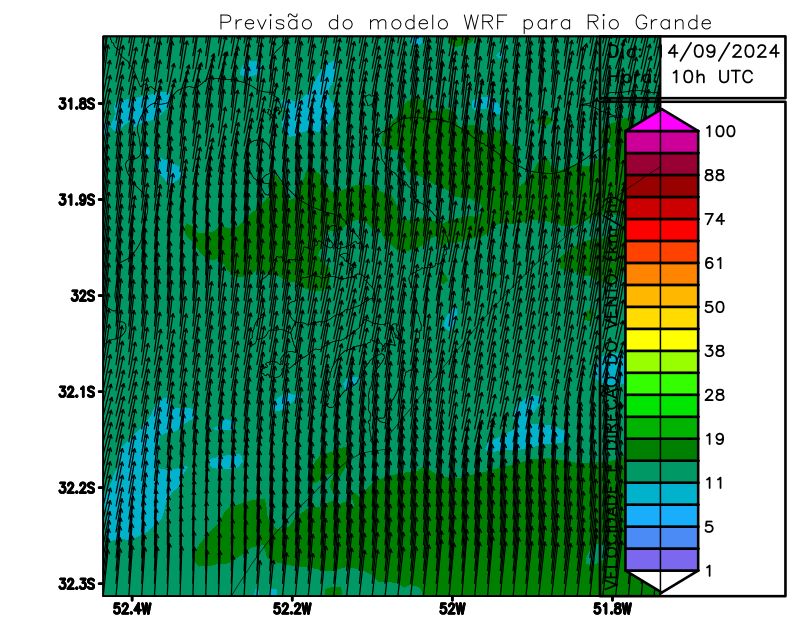 Previsão do modelo WRF para Rio Grande
Dia: 14/09/2024
Hora: 10h UTC
31.8S
31.9S
32S
32.1S
32.2S
32.3S
52.4W
52.2W
52W
51.8W
100
88
74
61
50
38
28
19
11
5
1
VELOCIDADE E DIREÇÃO DO VENTO (km/h)